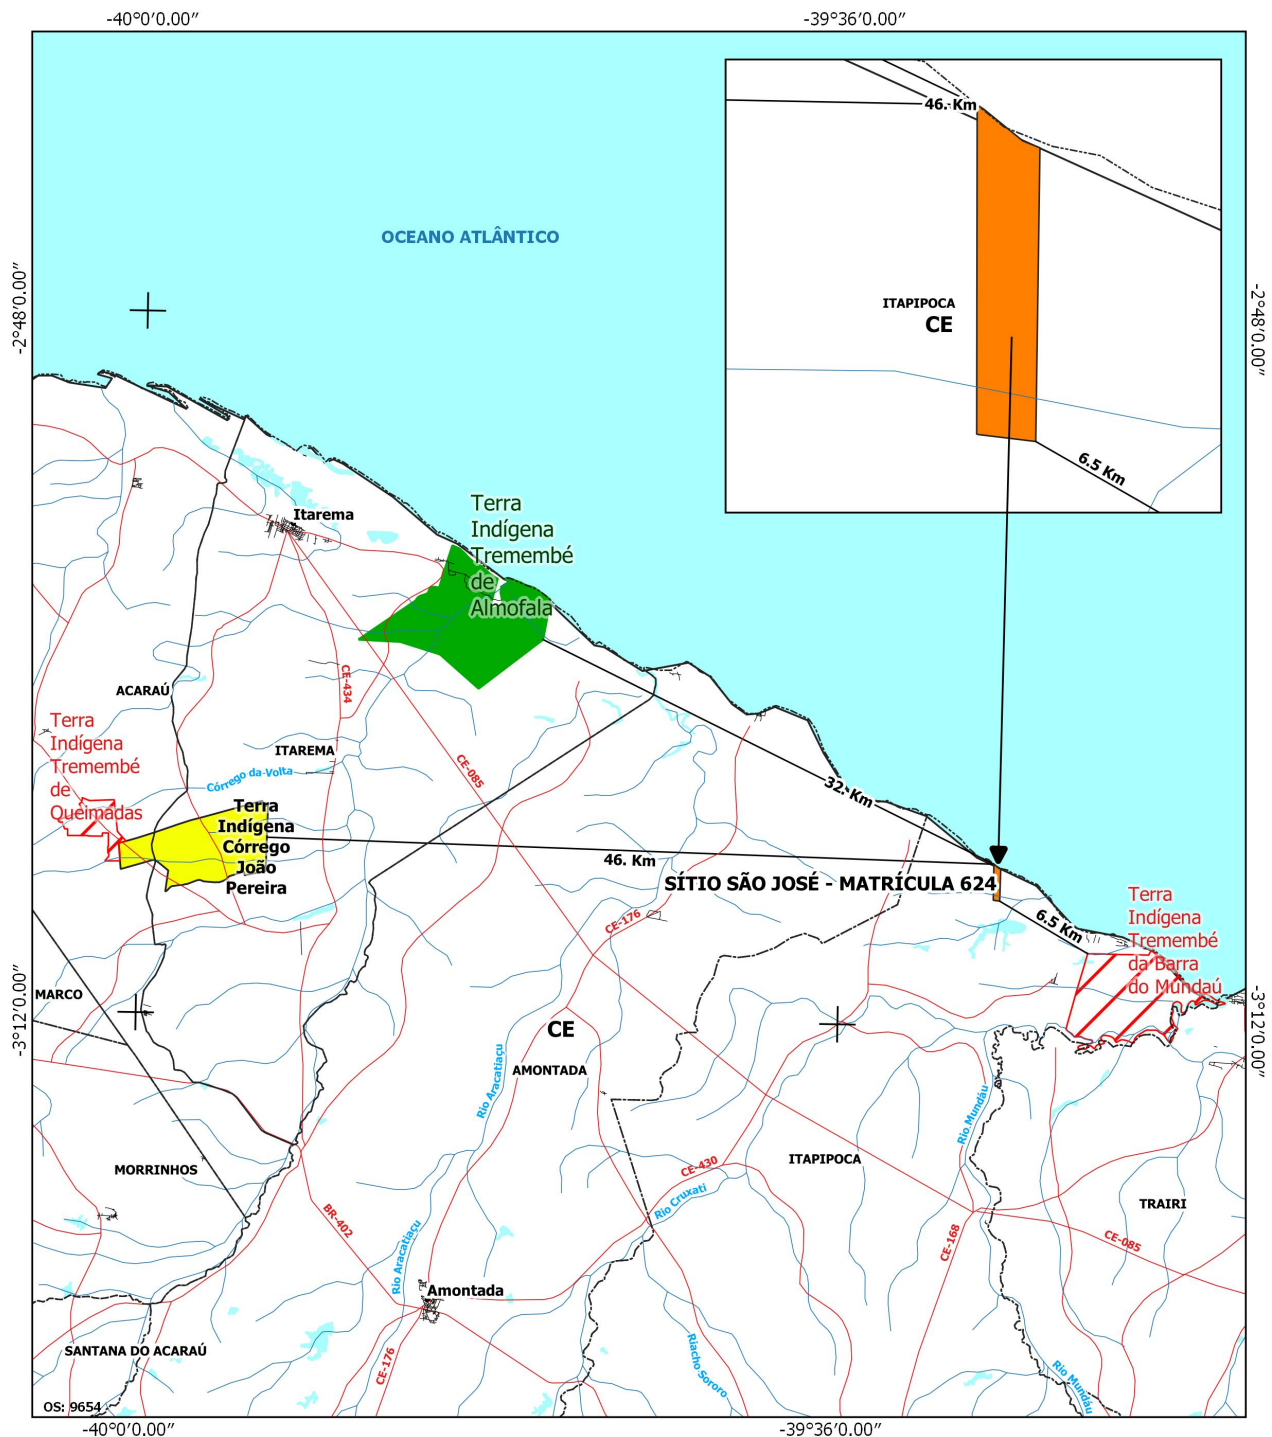 -40°0′0.00″
-39°36′0.00″
46. Km
OCEANO ATLÂNTICO
-2°48′0.00″
-2°48′0.00″
ITAPIPOCA
CE
6.5 Km
Terra
Indígena
Tremembé
de
Almofala
Itarema
CE-434
ACARAÚ
Terra
Indígena
Tremembé
de
Queimadas
ITAREMA
Córrego da Volta
CE-085
32. Km
Terra
Indígena
Córrego
João
Pereira
46. Km
SÍTIO SÃO JOSÉ - MATRÍCULA 624
CE-176
6.5 Km
Terra
Indígena
Tremembé
da Barra
do Mundaú
MARCO
-3°12′0.00″
-3°12′0.00″
CE
AMONTADA
Rio Aracatiaçu
Rio Mundáu
MORRINHOS
CE-430
ITAPIPOCA
Rio Cruxati
TRAIRI
BR-402
CE-168
CE-085
Rio Aracatiaçu
Amontada
SANTANA DO ACARAÚ
CE-176
Riacho Sororo
Rio Mundáu
OS: 9654
-40°0′0.00″
-39°36′0.00″